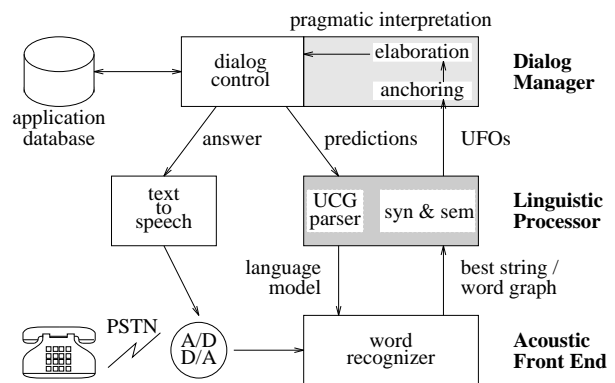 pragmatic interpretation
dialog
control
elaboration
anchoring
Dialog
Manager
application
database
answer
predictions
UFOs
text
to
speech
UCG
parser
syn & sem
Linguistic
Processor
language
model
best string /
word graph
PSTN
A/D
D/A
word
recognizer
Acoustic
Front End